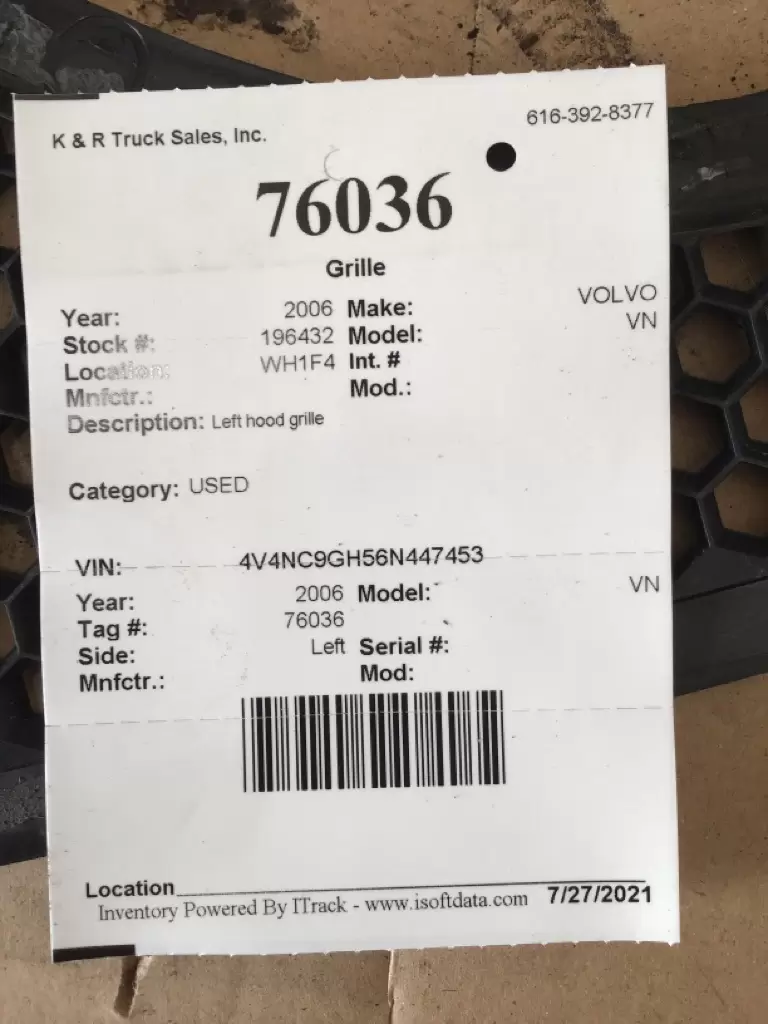 K & R Truck Sales, Inc. 616-392-8377
76036
Grille
Year: 2006 Make: VOLVO
Stock #: 196432 Model: VN
Location: WH1F4 Int. #
Mnfctr.: Mod.:
Description: Left hood grille
Category: USED
VIN: 4V4NC9GH56N447453
Year: 2006 Model: VN
Tag #: 76036
Side: Left Serial #:
Mnfctr.: Mod:
Location 7/27/2021
Inventory Powered By ITrack - www.isoftdata.com